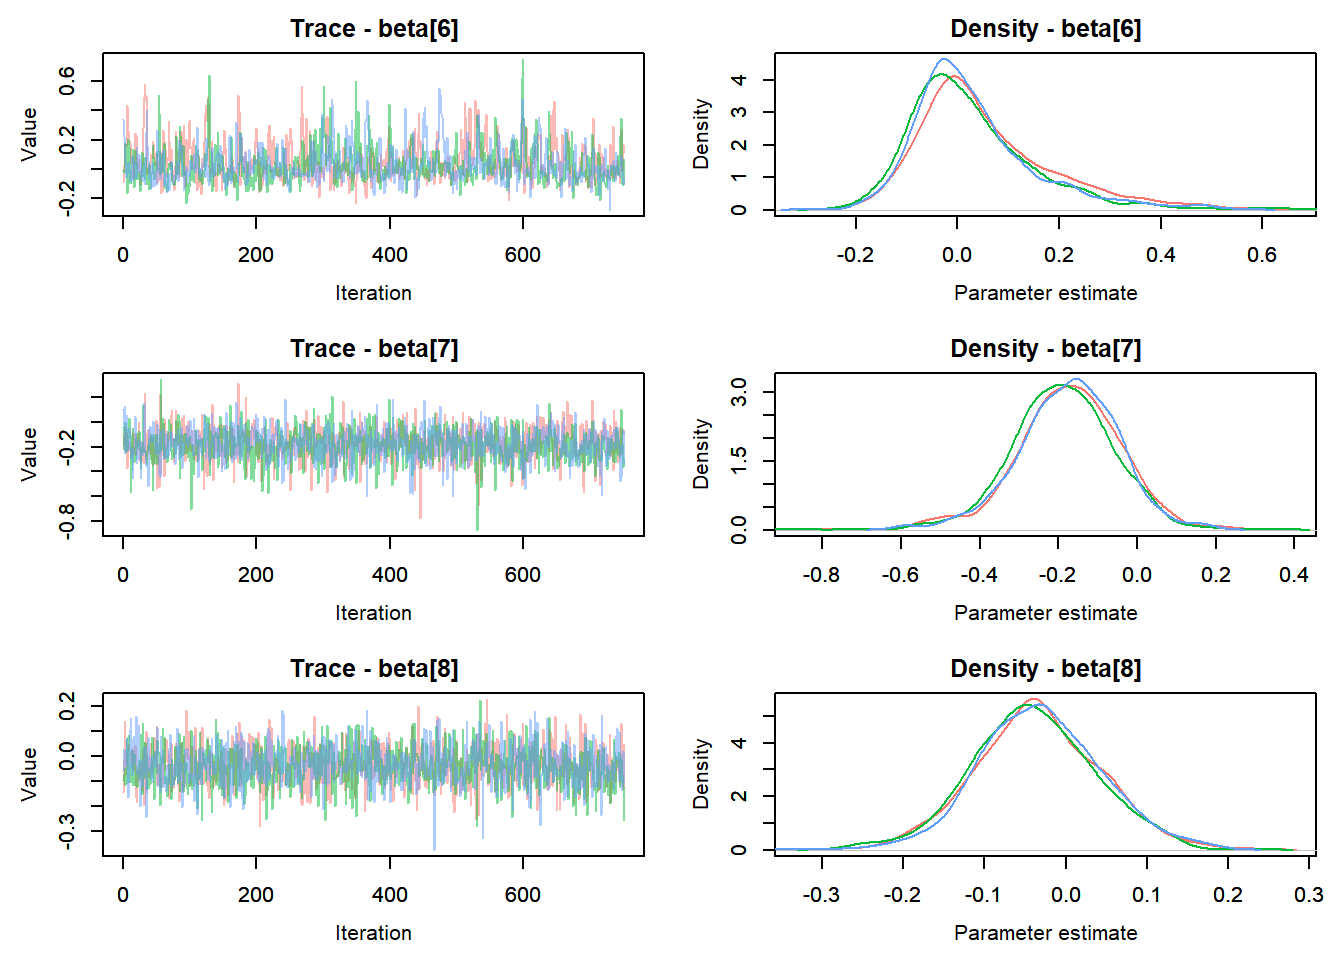 Trace - beta[6]
Value
-0.2 0.2 0.6
0 200 400 600
Iteration
Density - beta[6]
Density
0 1 2 3 4
-0.2 0.0 0.2 0.4 0.6
Parameter estimate
Trace - beta[7]
Value
-0.8 -0.2
0 200 400 600
Iteration
Density - beta[7]
Density
0.0 1.5 3.0
-0.8 -0.6 -0.4 -0.2 0.0 0.2 0.4
Parameter estimate
Trace - beta[8]
Value
-0.3 0.0 0.2
0 200 400 600
Iteration
Density - beta[8]
Density
0 2 4
-0.3 -0.2 -0.1 0.0 0.1 0.2 0.3
Parameter estimate